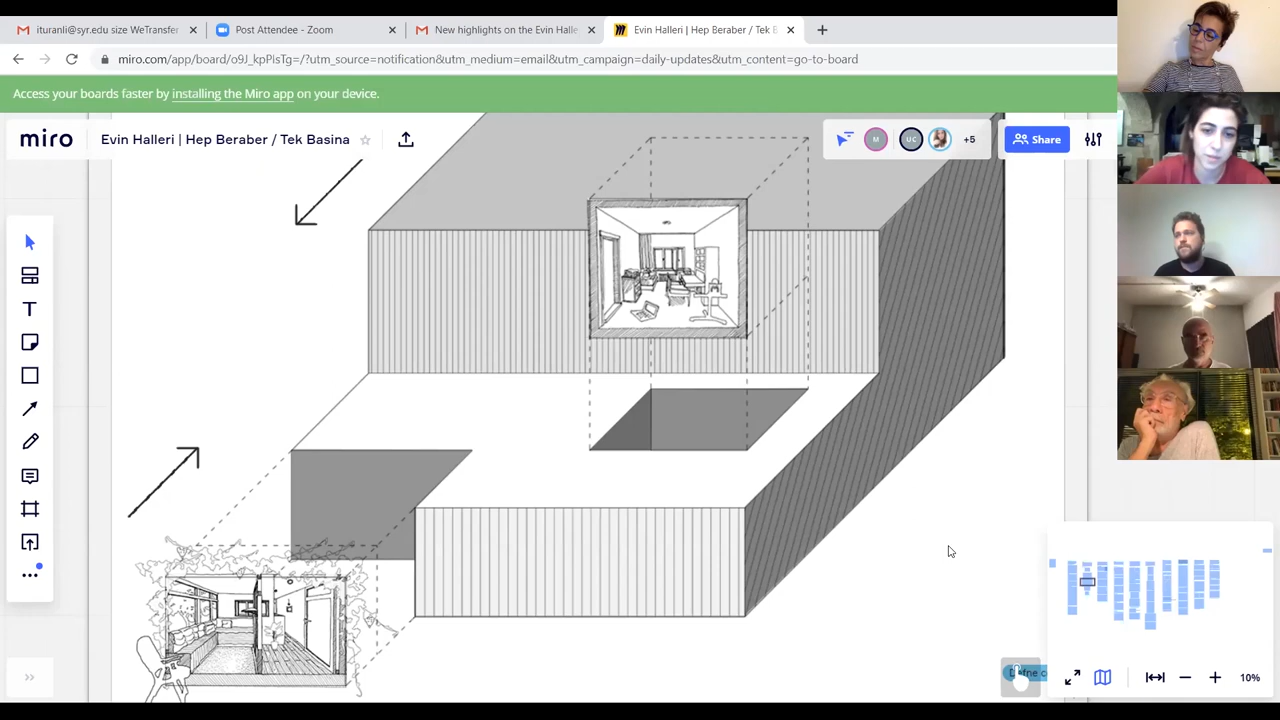 ituranli@syr.edu size WeTransfer
Post Attendee - Zoom
New highlights on the Evin Halle
Evin Halleri | Hep Beraber / Tek B
miro.com/app/board/o9J_kpPlsTg=/?utm_source=notification&utm_medium=email&utm_campaign=daily-updates&utm_content=go-to-board
Access your boards faster by installing the Miro app on your device.
miro
Evin Halleri | Hep Beraber / Tek Basina
M
UC
+5
Share
T
10%